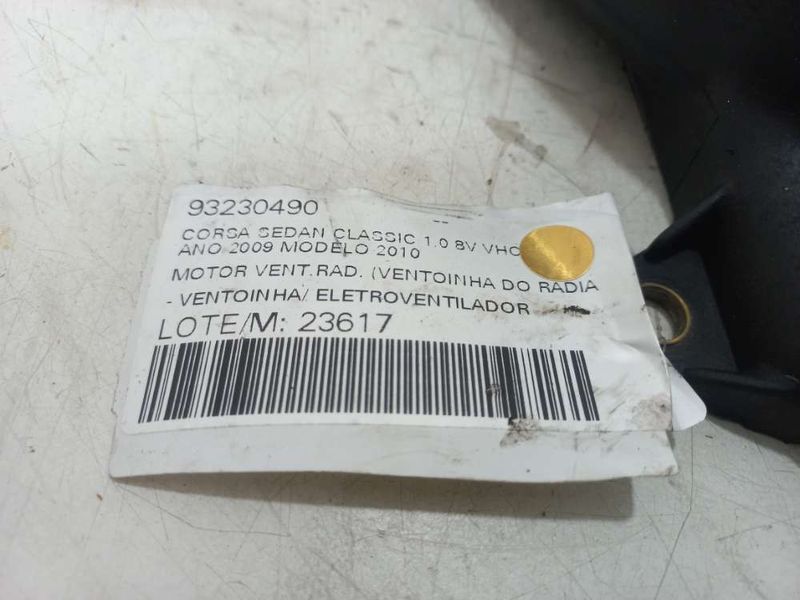 93230490
CORSA SEDAN CLASSIC 1.0 8V
ANO 2009 MODELO 2010
MOTOR VENT.RAD. (VENTOINHA DO RADIA
- VENTOINHA/ ELETROVENTILADOR
LOTE/M: 23617